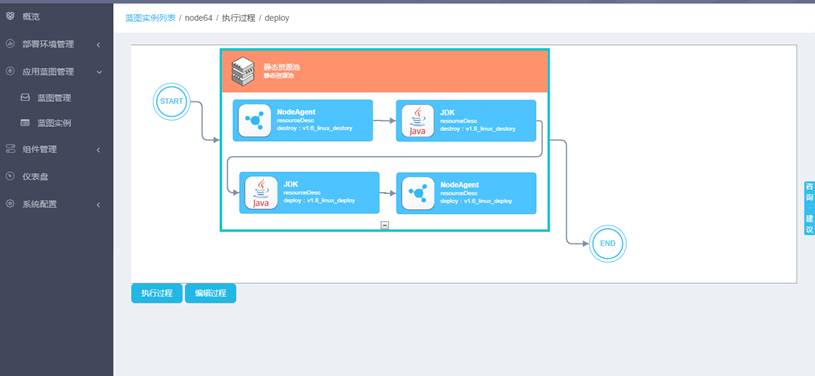 概览
部署环境管理
应用蓝图管理
蓝图管理
蓝图实例
组件管理
仪表盘
系统配置
蓝图实例列表 / node64 / 执行过程 / deploy
START
静态资源池
静态资源池
NodeAgent
resourceDesc
destroy : v1.6_linux_destory
JDK
resourceDesc
destroy : v1.8_linux_destory
Java
JDK
resourceDesc
deploy : v1.8_linux_deploy
Java
NodeAgent
resourceDesc
deploy : v1.6_linux_deploy
END
执行过程
编辑过程
咨询·建议